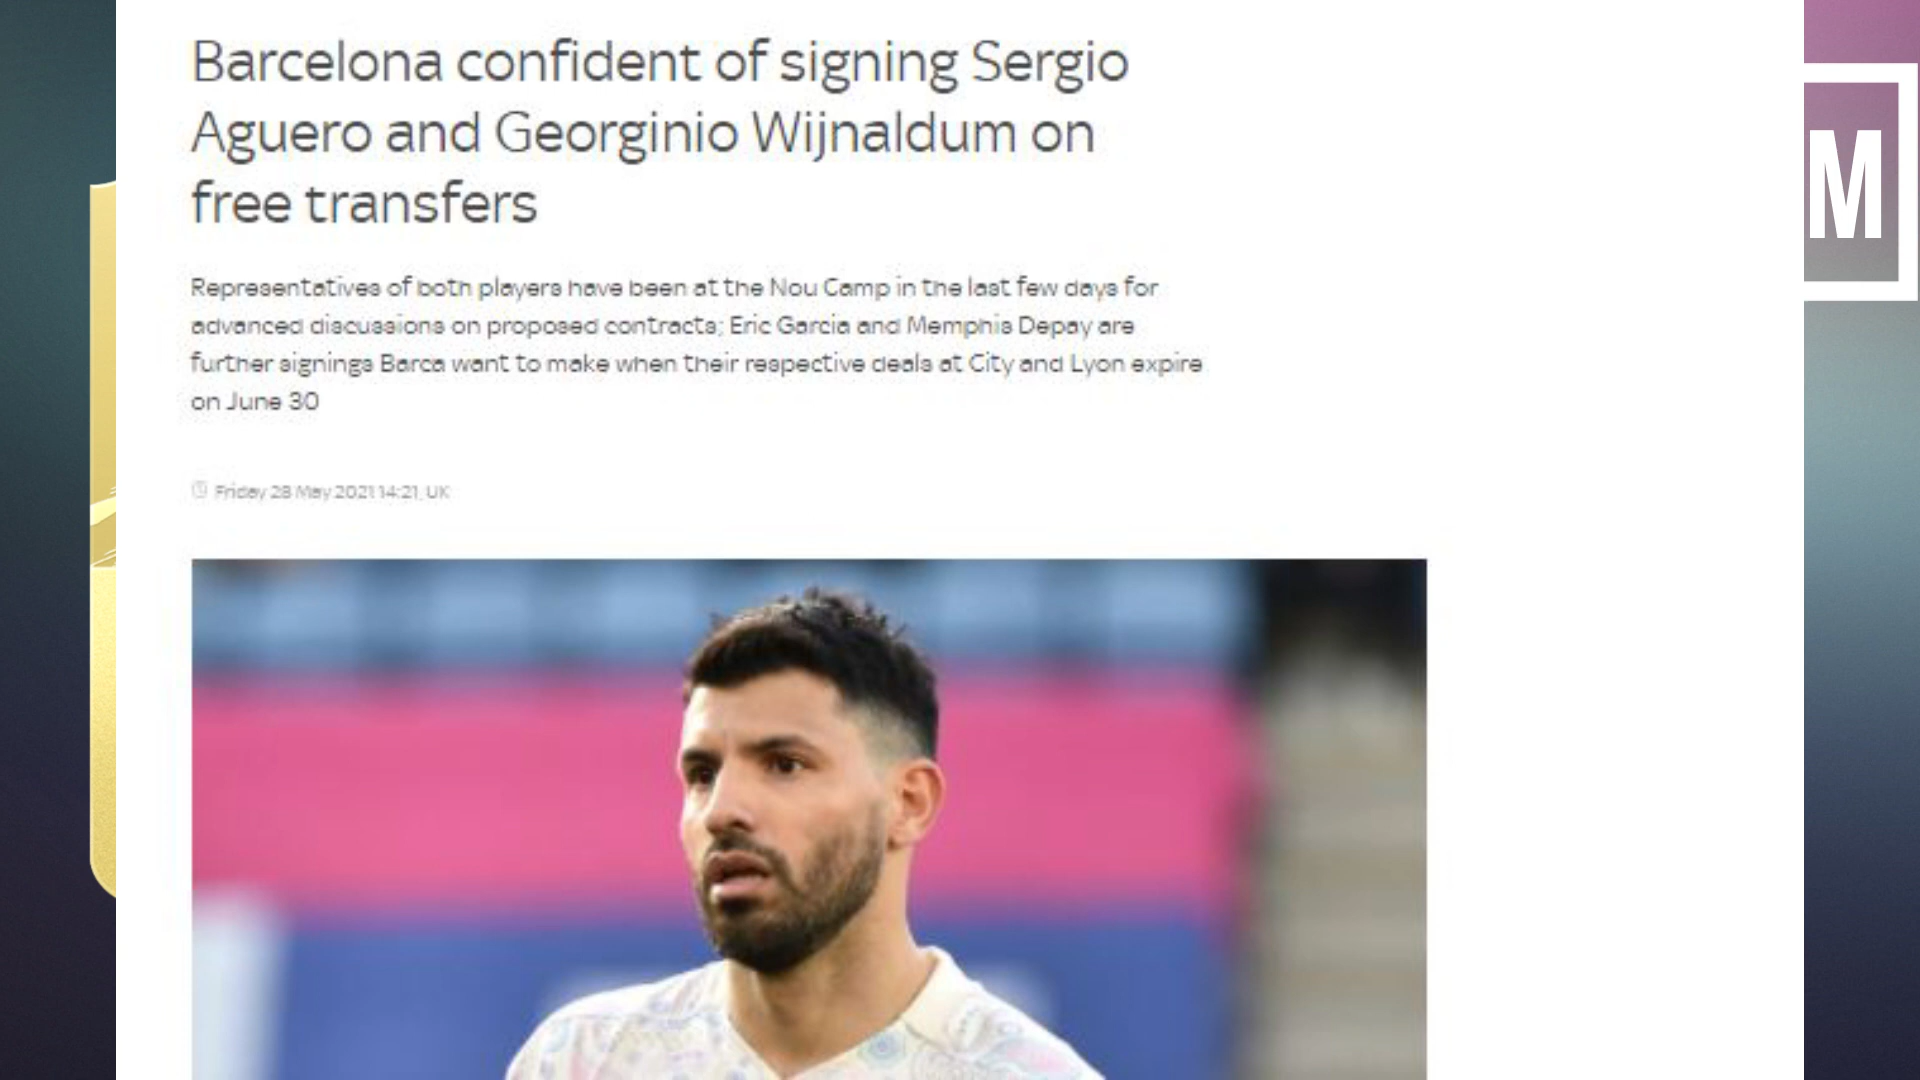 Barcelona confident of signing Sergio
Aguero and Georginio Wijnaldum on
free transfers
M
Representatives of both players have been at the Nou Camp in the last few days for
advanced discussions on proposed contracts; Eric Garcia and Memphis Depay are
further signings Barca want to make when their respective deals at City and Lyon expire
on June 30
Friday 28 May 2021 14:21, UK